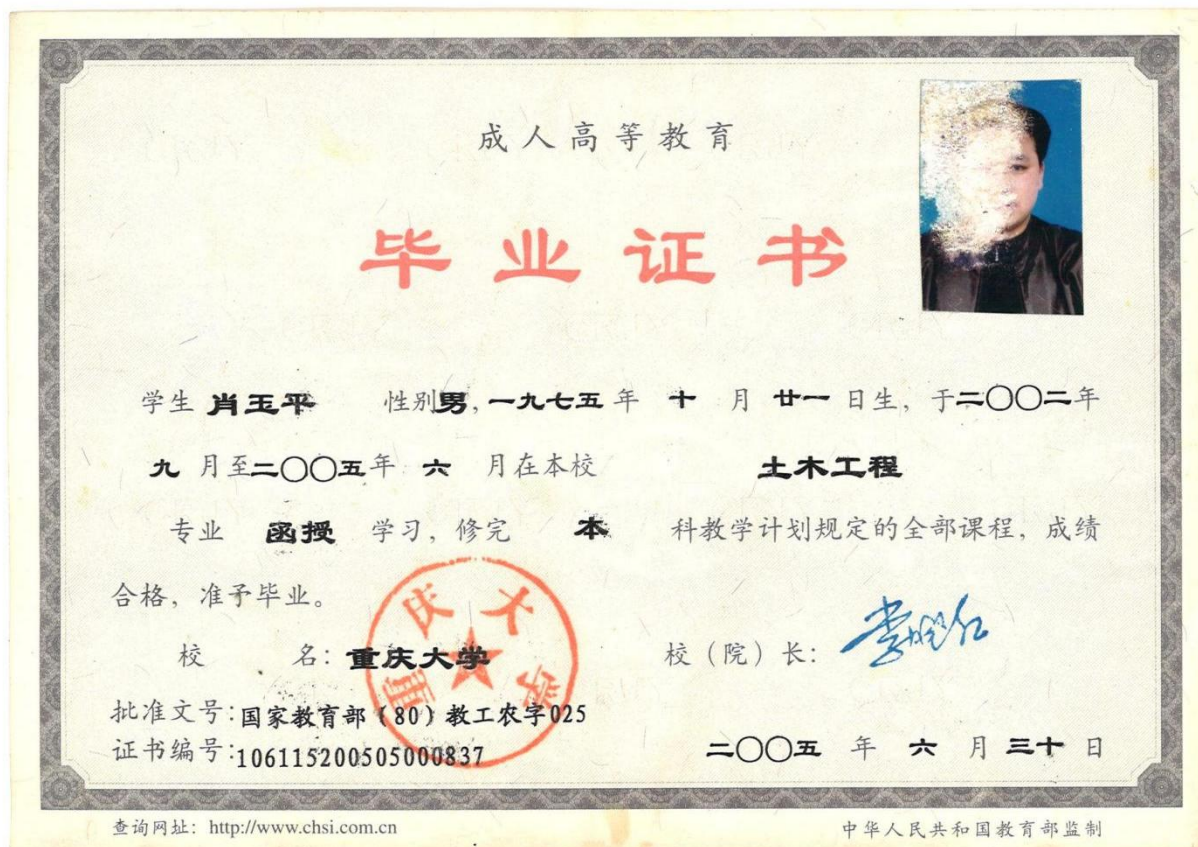 成人高等教育
毕业证书
学生 肖玉平 性别男, 一九七五年 十 月 廿一 日生, 于二〇〇二年
九 月至二〇〇五年 六 月在本校 土木工程
专业 函授 学习, 修完 本 科教学计划规定的全部课程, 成绩
合格, 准予毕业。
重庆大学
校 名: 重庆大学 校(院)长:
批准文号:国家教育部(80)教工农字025
证书编号:106115200505000837 二〇〇五 年 六 月 三十 日
查询网址: http://www.chsi.com.cn 中华人民共和国教育部监制